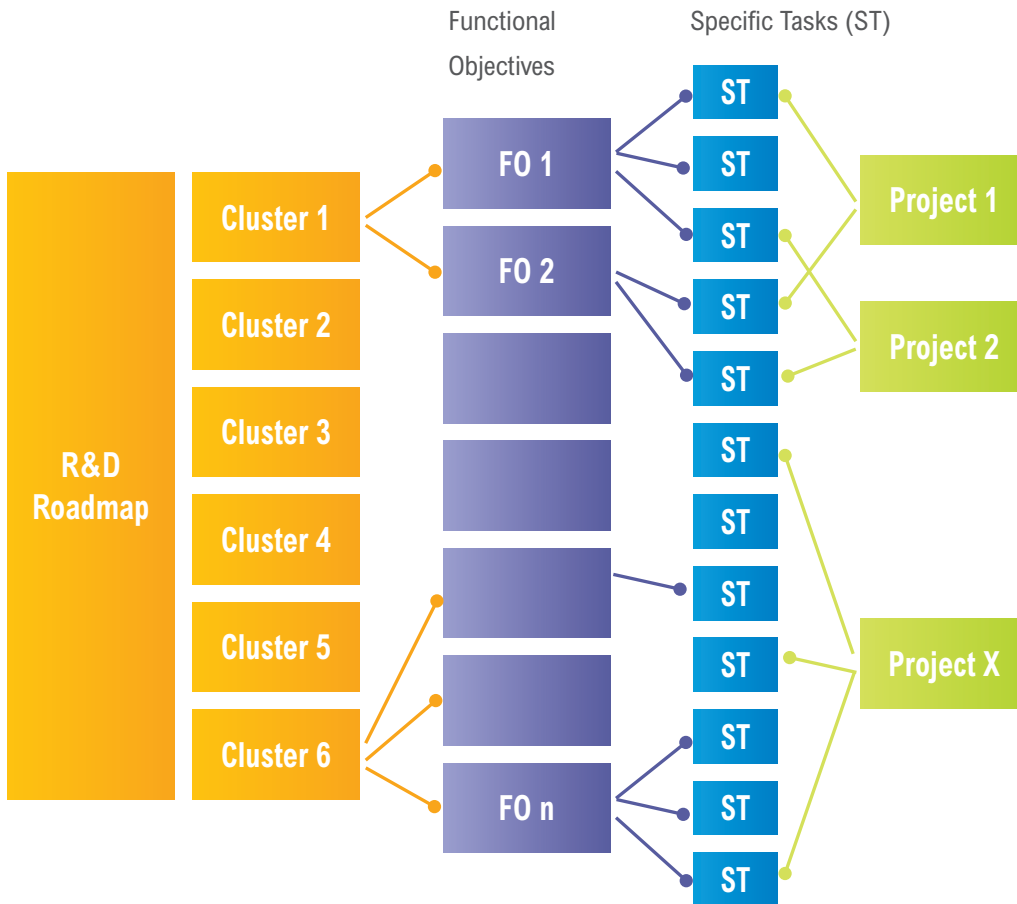 Functional
Objectives
Specific Tasks (ST)
R&D
Roadmap
Cluster 1
Cluster 2
Cluster 3
Cluster 4
Cluster 5
Cluster 6
FO 1
FO 2
FO n
ST
ST
ST
ST
ST
ST
ST
ST
ST
ST
ST
ST
Project 1
Project 2
Project X